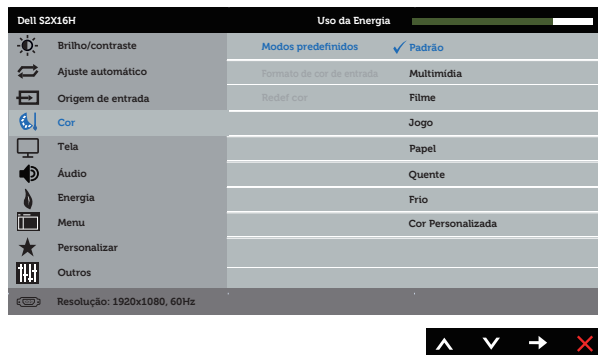 Dell S2X16H Uso da Energia
Brilho/contraste Modos predefinidos Padrão
Ajuste automático Formato de cor de entrada Multimídia
Origem de entrada Redef cor Filme
Cor Jogo
Tela Papel
Áudio Quente
Energia Frio
Menu Cor Personalizada
Personalizar
Outros
Resolução: 1920x1080, 60Hz